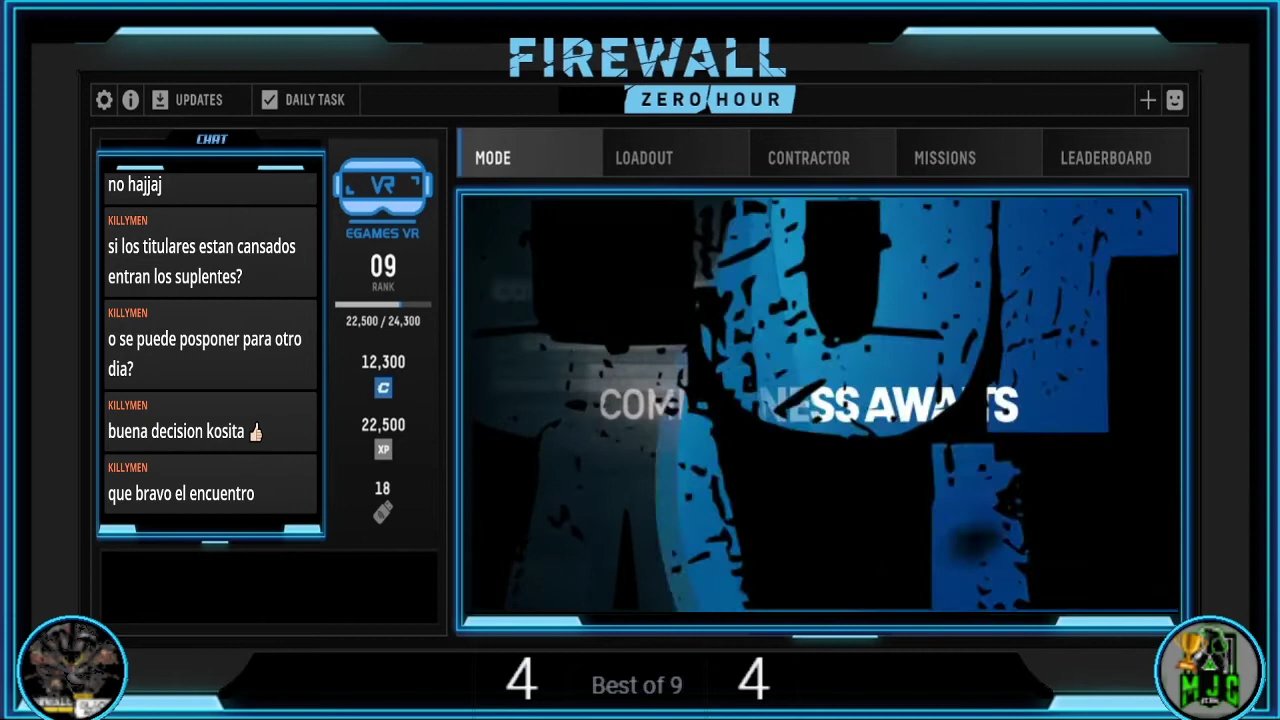 FIREWALL
ZERO HOUR
UPDATES
DAILY TASK
CHAT
no hajjaj
KILLYMEN
si los titulares estan cansados
entran los suplentes?
KILLYMEN
o se puede posponer para otro
dia?
KILLYMEN
buena decision kosita 👍🏻
KILLYMEN
que bravo el encuentro
VR
EGAMES VR
09
RANK
22,500 / 24,300
12,300
C
22,500
XP
18
MODE
LOADOUT
CONTRACTOR
MISSIONS
LEADERBOARD
4
Best of 9
4
MJC